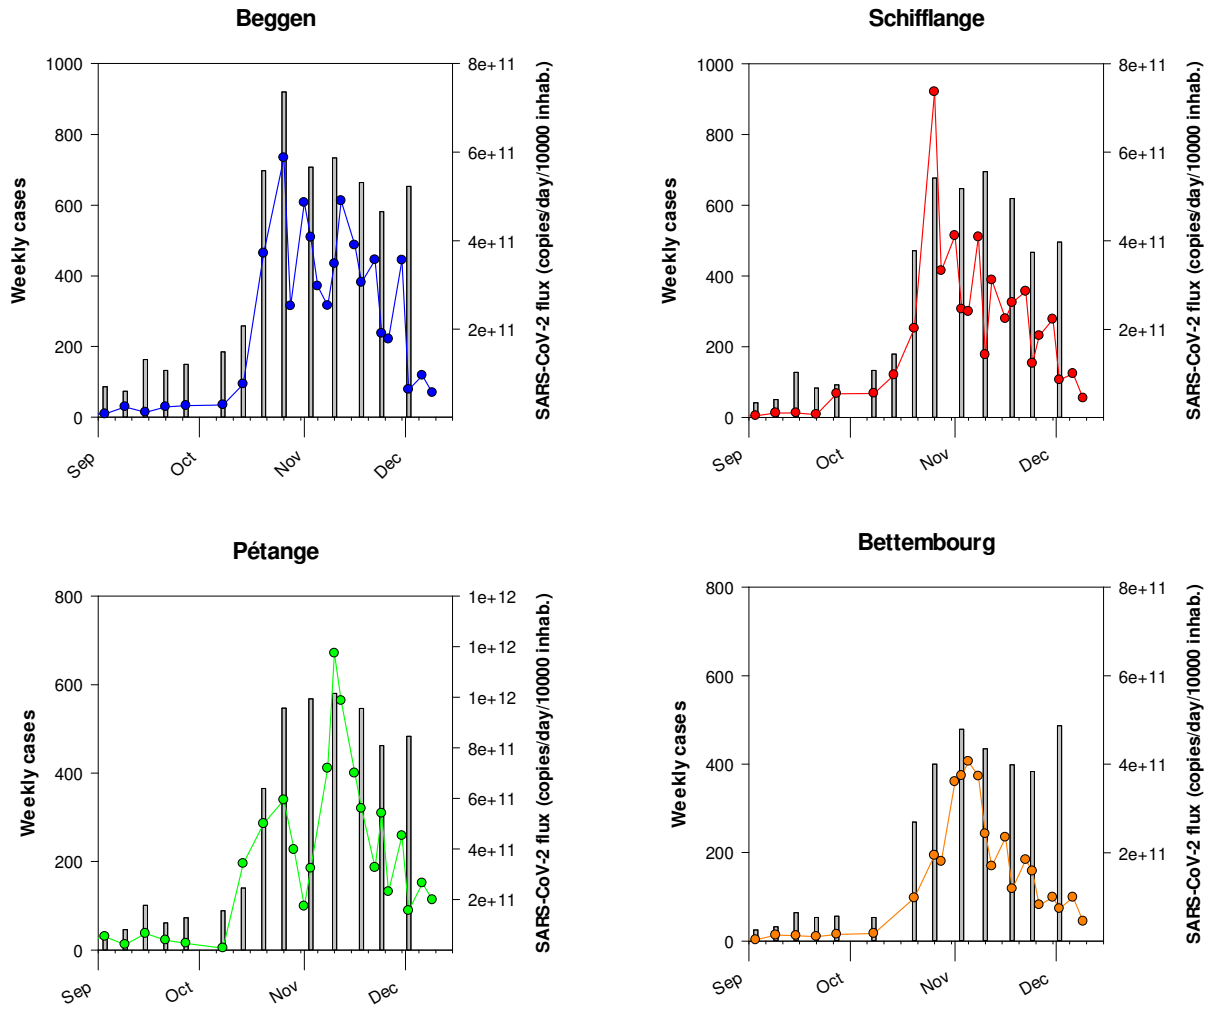 Beggen
1000
800
600
400
200
0
Weekly cases
8e+11
6e+11
4e+11
2e+11
SARS-CoV-2 flux (copies/day/10000 inhab.)
Sep
Oct
Nov
Dec
Schifflange
1000
800
600
400
200
0
Weekly cases
8e+11
6e+11
4e+11
2e+11
SARS-CoV-2 flux (copies/day/10000 inhab.)
Sep
Oct
Nov
Dec
Pétange
800
600
400
200
0
Weekly cases
1e+12
1e+12
1e+12
8e+11
6e+11
4e+11
2e+11
SARS-CoV-2 flux (copies/day/10000 inhab.)
Sep
Oct
Nov
Dec
Bettembourg
800
600
400
200
0
Weekly cases
8e+11
6e+11
4e+11
2e+11
SARS-CoV-2 flux (copies/day/10000 inhab.)
Sep
Oct
Nov
Dec